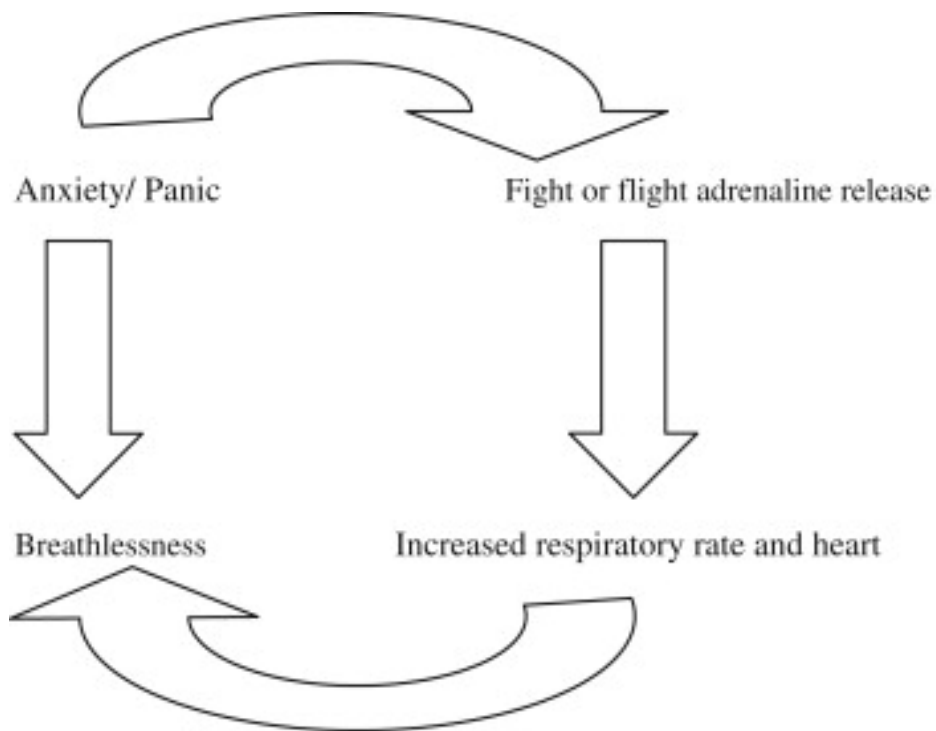 Anxiety/ Panic
Fight or flight adrenaline release
Breathlessness
Increased respiratory rate and heart